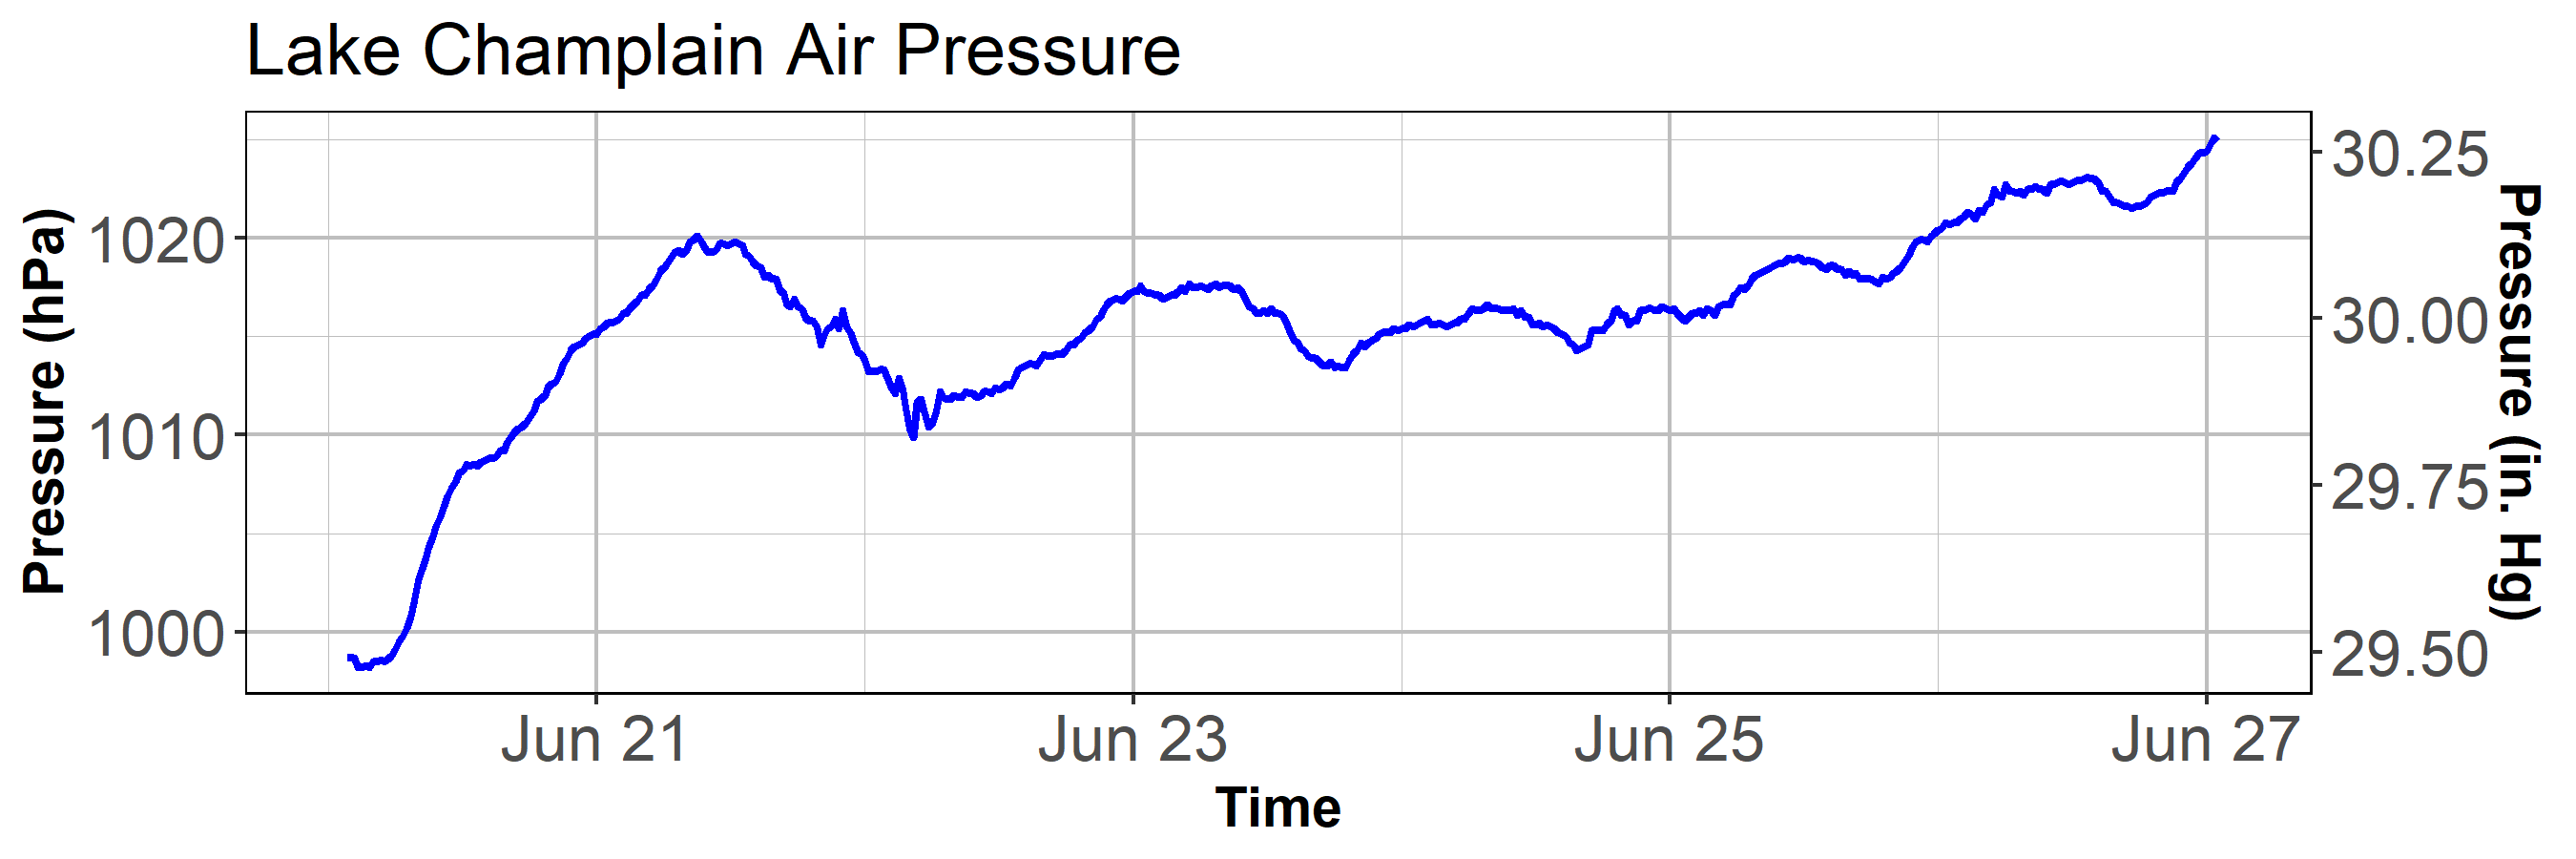 Lake Champlain Air Pressure
Pressure (hPa)
1020
1010
1000
30.25
30.00
29.75
29.50
Pressure (in. Hg)
Jun 21 Jun 23 Jun 25 Jun 27
Time